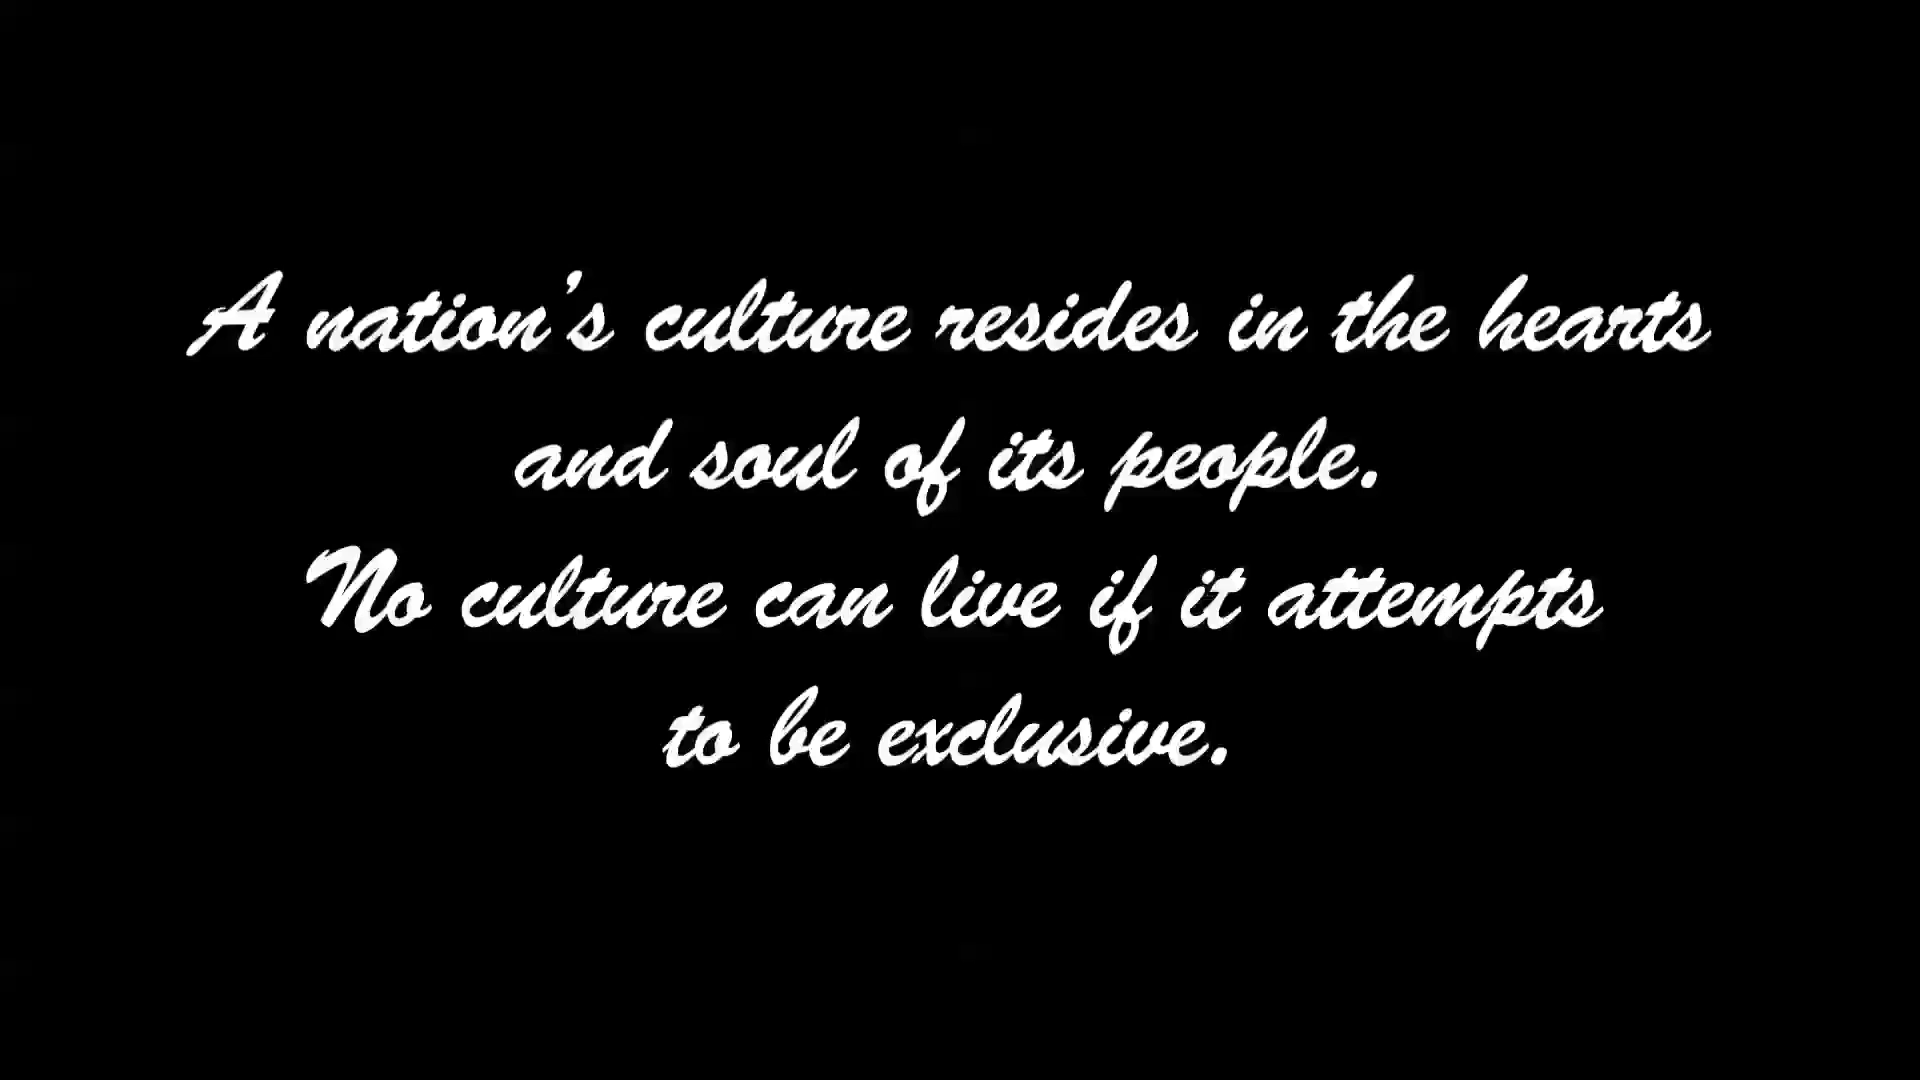 A nation’s culture resides in the hearts
and soul of its people.
No culture can live if it attempts
to be exclusive.